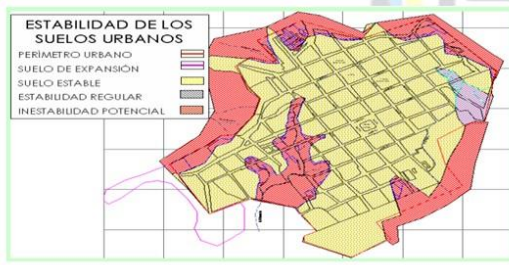 ESTABILIDAD DE LOS
SUELOS URBANOS
PERÍMETRO URBANO
SUELO DE EXPANSIÓN
SUELO ESTABLE
ESTABILIDAD REGULAR
INESTABILIDAD POTENCIAL